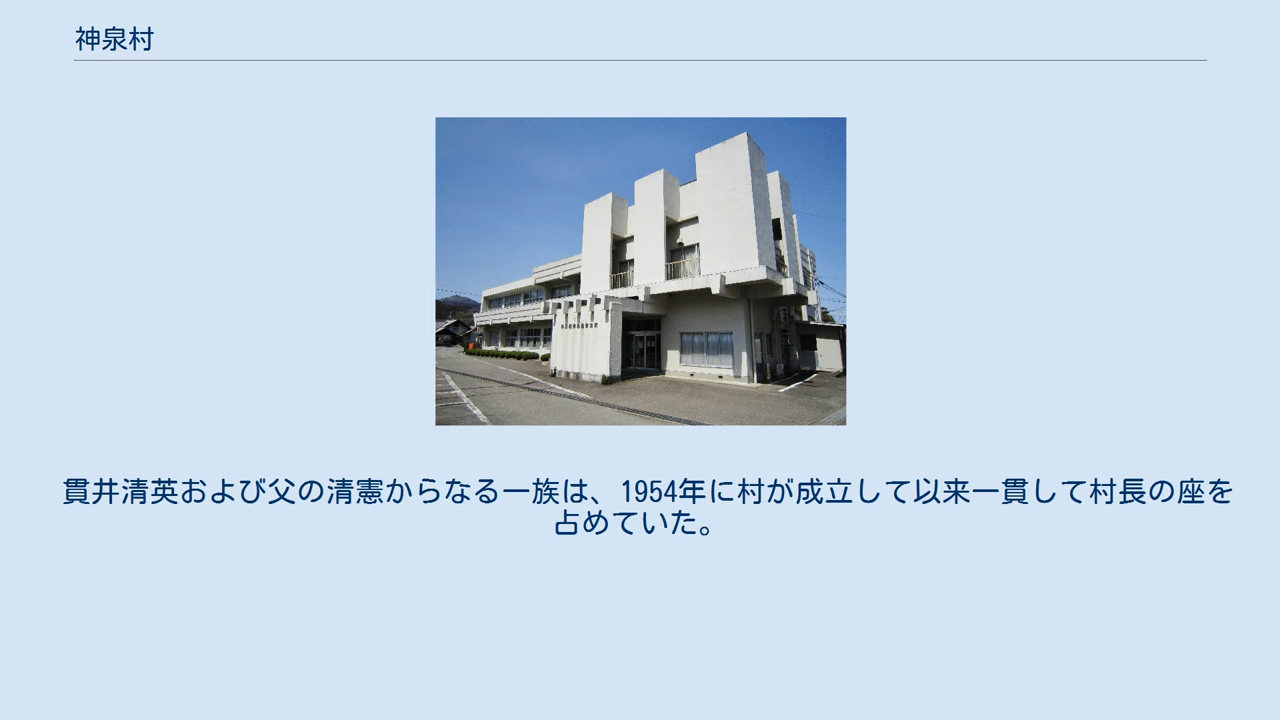 神泉村
貫井清英および父の清憲からなる一族は、1954年に村が成立して以来一貫して村長の座を
占めていた。